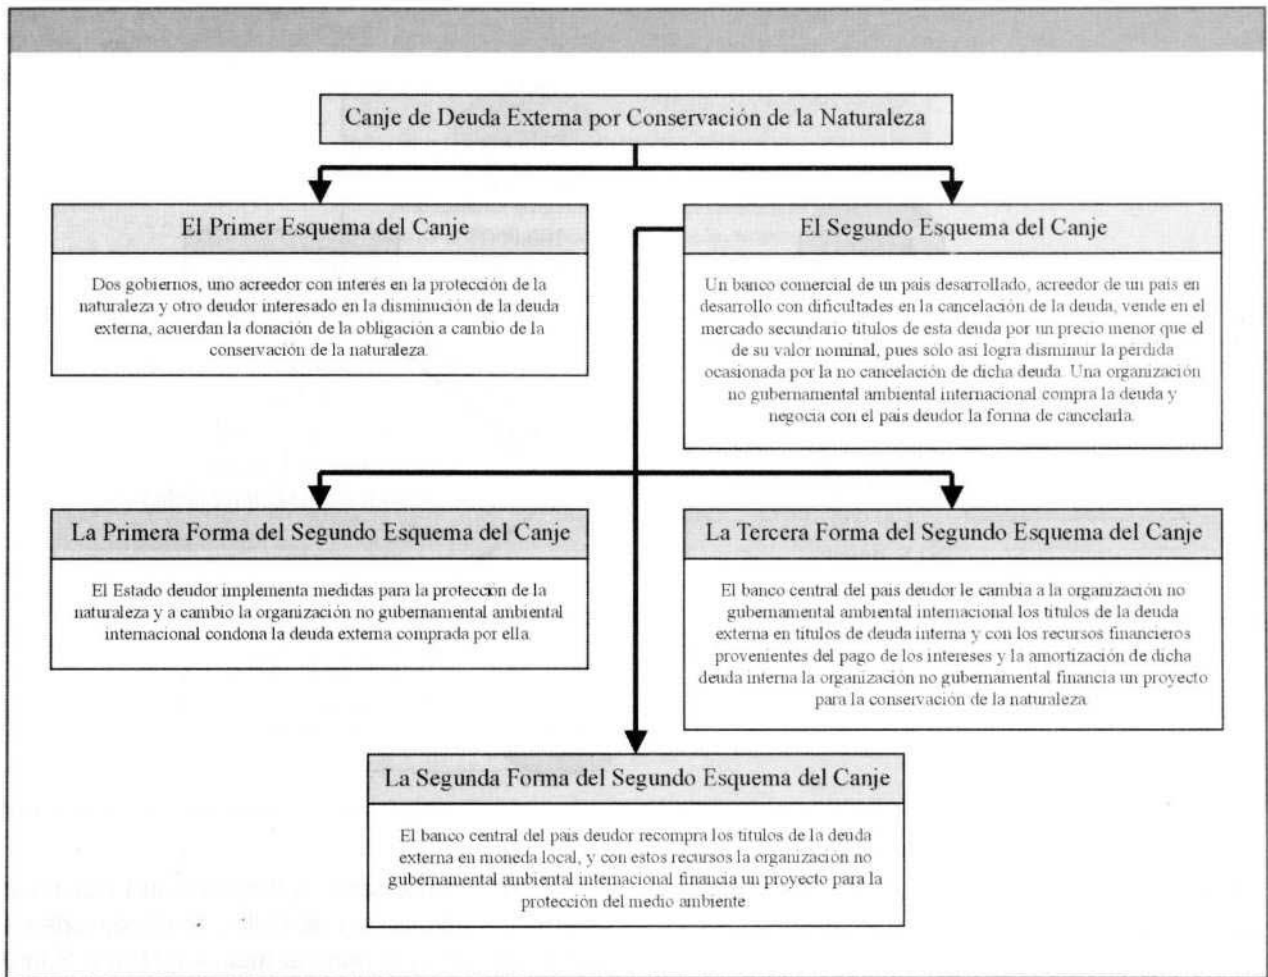 Canje de Deuda Externa por Conservación de la Naturaleza
El Primer Esquema del Canje
Dos gobiernos, uno acreedor con interés en la protección de la
naturaleza y otro deudor interesado en la disminución de la deuda
externa, acuerdan la donación de la obligación a cambio de la
conservación de la naturaleza.
El Segundo Esquema del Canje
Un banco comercial de un país desarrollado, acreedor de un país en
desarrollo con dificultades en la cancelación de la deuda, vende en el
mercado secundario títulos de esta deuda por un precio menor que el
de su valor nominal, pues solo así logra disminuir la pérdida
ocasionada por la no cancelación de dicha deuda. Una organización
no gubernamental ambiental internacional compra la deuda y
negocia con el país deudor la forma de cancelarla.
La Primera Forma del Segundo Esquema del Canje
El Estado deudor implementa medidas para la protección de la
naturaleza y a cambio la organización no gubernamental ambiental
internacional condona la deuda externa comprada por ella.
La Tercera Forma del Segundo Esquema del Canje
El banco central del país deudor le cambia a la organización no
gubernamental ambiental internacional los títulos de la deuda
externa en títulos de deuda interna y con los recursos financieros
provenientes del pago de los intereses y la amortización de dicha
deuda interna la organización no gubernamental financia un proyecto
para la conservación de la naturaleza
La Segunda Forma del Segundo Esquema del Canje
El banco central del país deudor recompra los títulos de la deuda
externa en moneda local, y con estos recursos la organización no
gubernamental ambiental internacional financia un proyecto para la
protección del medio ambiente